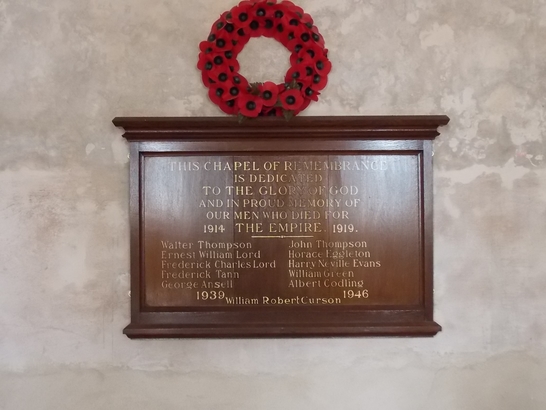 THIS CHAPEL OF REMEMBRANCE
IS DEDICATED
TO THE GLORY OF GOD
AND IN PROUD MEMORY OF
OUR MEN WHO DIED FOR
1914 THE EMPIRE. 1919.
Walter Thompson John Thompson
Ernest William Lord Horace Eggleton
Frederick Charles Lord Harry Neville Evans
Frederick Tann William Green
George Ansell Albert Codling
1939 1946
William Robert Curson